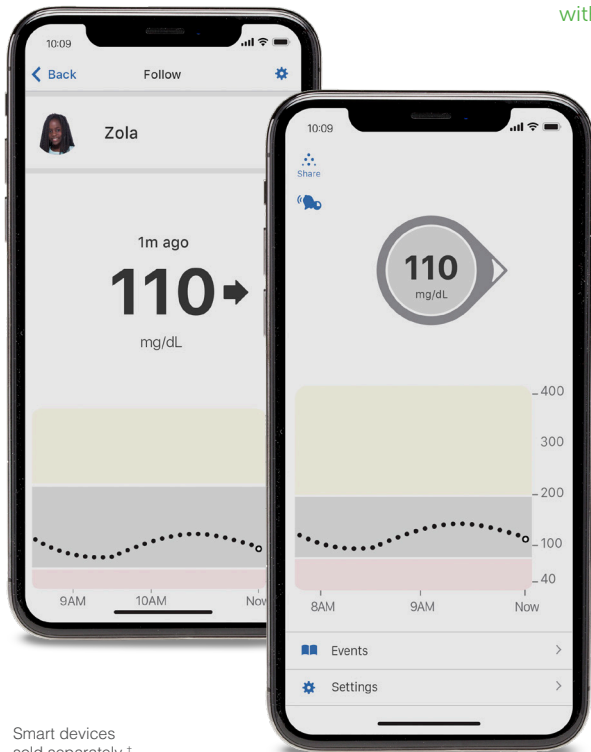 with
10:09
Back Follow
Zola
1m ago
110
mg/dL
9AM 10AM Now
10:09
Share
110
mg/dL
400
300
200
100
40
8AM 9AM Now
Events
Settings
Smart devices
sold separately.†